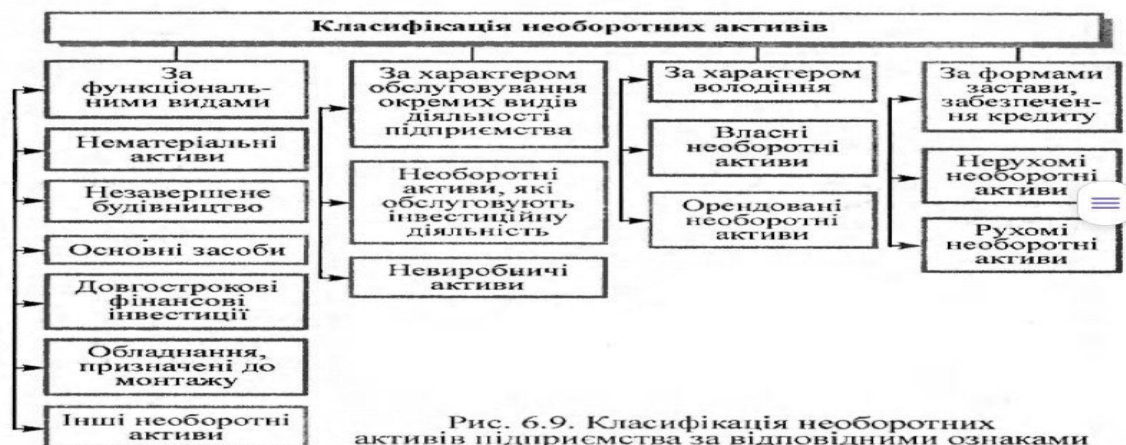 Класифікація необоротних активів
За
функціональ-
ними видами
Нематеріальні
активи
Незавершене
будівництво
Основні засоби
Довгострокові
фінансові
інвестиції
Обладнання,
призначені до
монтажу
Інші необоротні
активи
За характером
обслуговування
окремих видів
діяльності
підприємства
Необоротні
активи, які
обслуговують
інвестиційну
діяльність
Невиробничі
активи
За характером
володіння
Власні
необоротні
активи
Орендовані
необоротні
активи
За формами
застави,
забезпечен-
ня кредиту
Нерухомі
необоротні
активи
Рухомі
необоротні
активи
Рис. 6.9. Класифікація необоротних
активів підприємства за відповідними ознаками